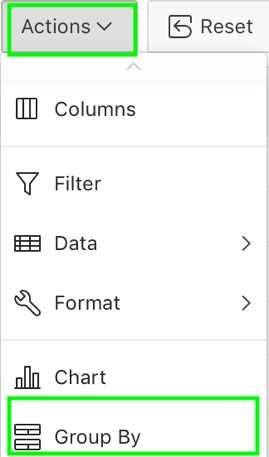 Actions
Reset
Columns
Filter
Data
Format
Chart
Group By